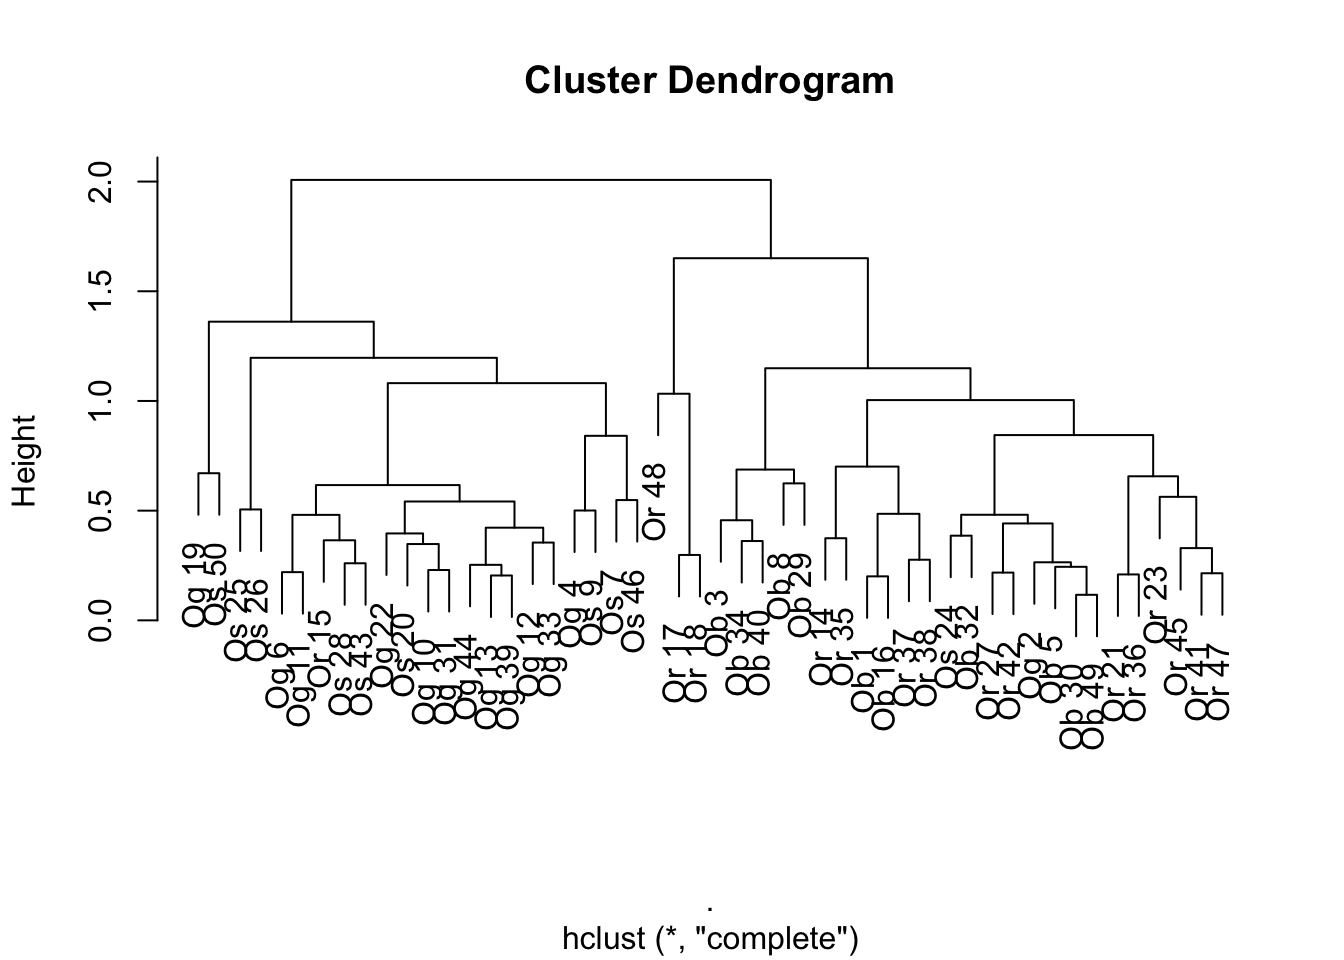 Cluster Dendrogram
Height
2.0
1.5
1.0
0.5
0.0
Og 19
Os 50
Os 25
Os 26
Og 6
Og 11
Or 15
Os 28
Os 43
Og 22
Os 20
Og 10
Og 31
Og 44
Og 13
Og 39
Og 12
Og 33
Og 4
Os 9
Os 7
Os 46
Or 48
Or 17
Or 18
Ob 3
Ob 34
Ob 40
Ob 8
Ob 29
Or 14
Or 35
Ob 1
Ob 16
Or 37
Or 38
Os 24
Ob 32
Or 27
Or 42
Og 2
Ob 5
Ob 30
Ob 49
Or 21
Or 36
Or 23
Or 45
Or 41
Or 47
.
hclust (*, "complete")